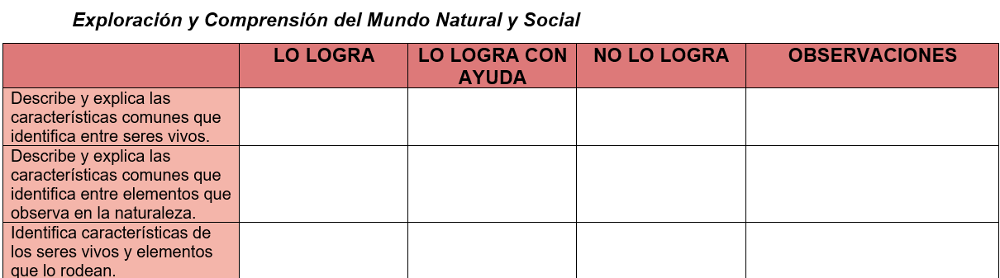 Exploración y Comprensión del Mundo Natural y Social
LO LOGRA
LO LOGRA CON
AYUDA
NO LO LOGRA
OBSERVACIONES
Describe y explica las
características comunes que
identifica entre seres vivos.
Describe y explica las
características comunes que
identifica entre elementos que
observa en la naturaleza.
Identifica características de
los seres vivos y elementos
que lo rodean.